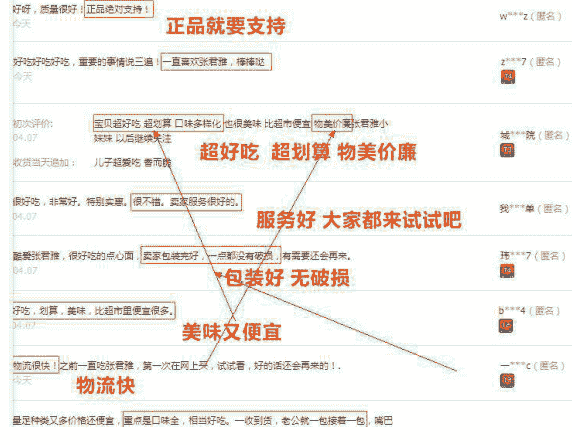 好吃，质量很好！正品绝对支持！
今天
w***z（匿名）
正品就要支持
好吃好吃好吃，重要的事情说三遍！一直喜欢张君雅，棒棒哒
今天
z***7（匿名）
初次评价：
04.07
宝贝超好吃 超划算 口味多样化 也很美味 比超市便宜 物美价廉张君雅小
妹妹 以后继续关注
收货当天追加：
儿子超爱吃 香而脆
城***院（匿名）
超好吃 超划算 物美价廉
很好吃，非常好。特别实惠。很不错。卖家服务很好的。
04.07
我***单（匿名）
服务好 大家都来试试吧
酷爱张君雅，很好吃的点心面，卖家包装完好，一点都没有破损，有需要还会再来。
04.07
玮***7（匿名）
包装好 无破损
好吃，划算，美味，比超市里便宜很多。
04.07
b***4（匿名）
美味又便宜
物流很快！之前一直吃张君雅，第一次在网上买，试试看，好的话还会再来的！.
今天
一***c（匿名）
物流快
量足种类又多价格还便宜，重点是口味全，相当好吃。一收到货，老公就一包接着一包，嘴巴